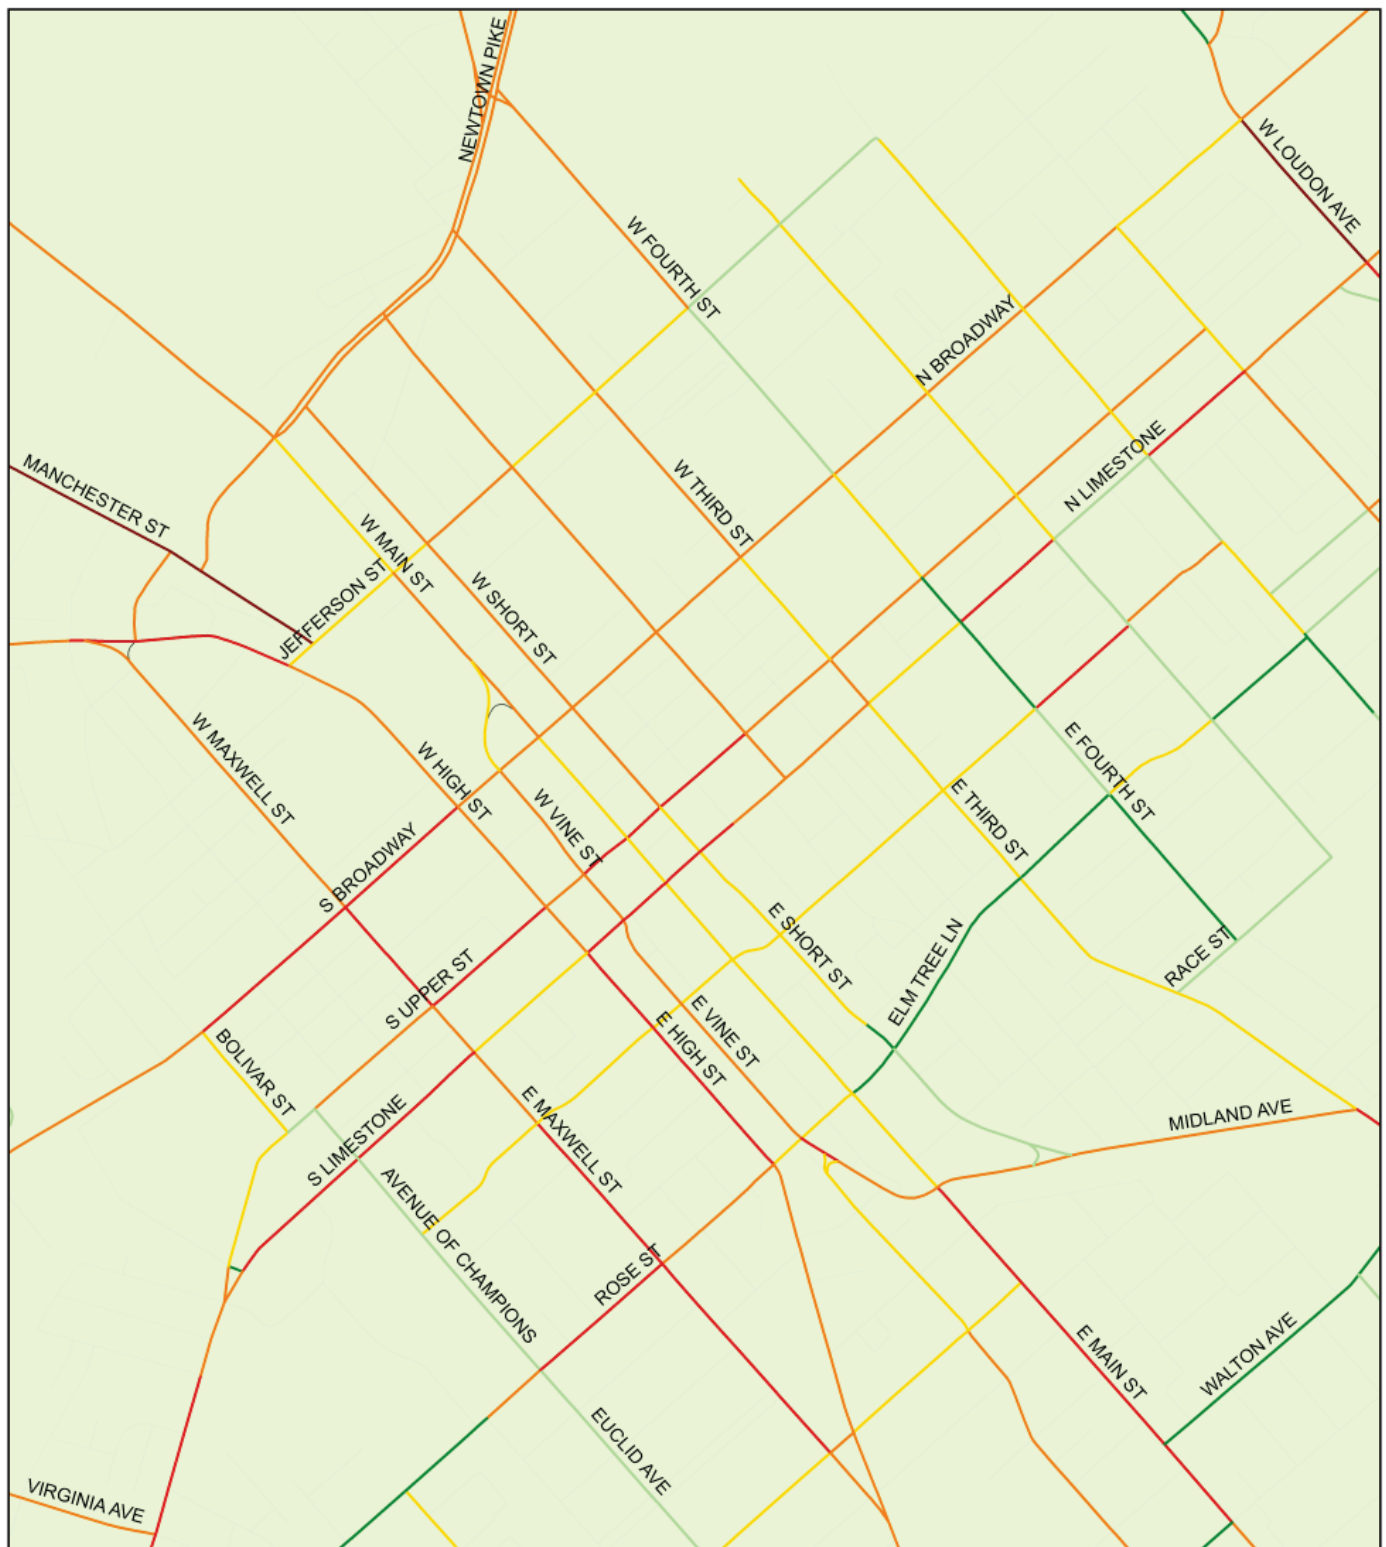 NEWTOWN PIKE
W LOUDON AVE
W FOURTH ST
N BROADWAY
N LIMESTONE
MANCHESTER ST
W THIRD ST
W MAIN ST
JEFFERSON ST
W SHORT ST
W MAXWELL ST
W HIGH ST
W VINE ST
E FOURTH ST
E THIRD ST
S BROADWAY
E SHORT ST
ELM TREE LN
RACE ST
S UPPER ST
E VINE ST
E HIGH ST
BOLIVAR ST
E MAXWELL ST
MIDLAND AVE
S LIMESTONE
AVENUE OF CHAMPIONS
ROSE ST
E MAIN ST
WALTON AVE
EUCLID AVE
VIRGINIA AVE